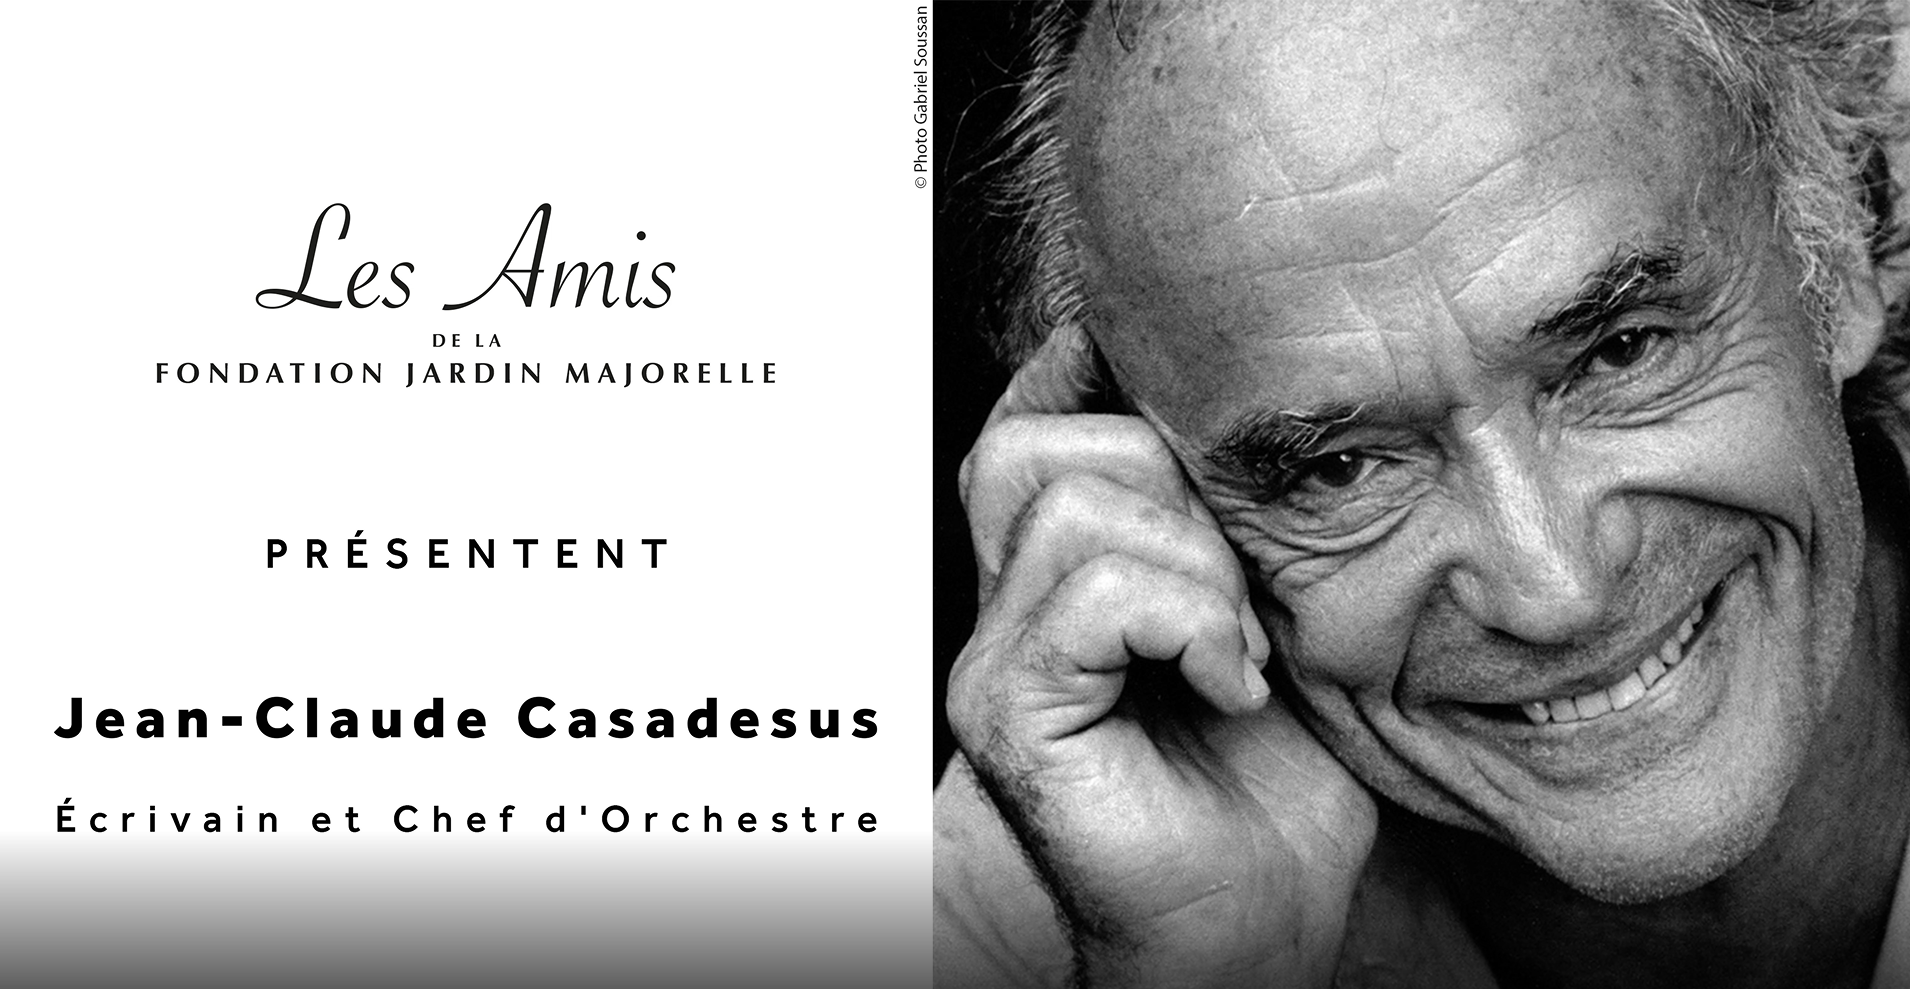 Les Amis
DE LA
FONDATION JARDIN MAJORELLE
PRÉSENTENT
Jean-Claude Casadesus
Écrivain et Chef d'Orchestre
© Photo Gabriel Soussan